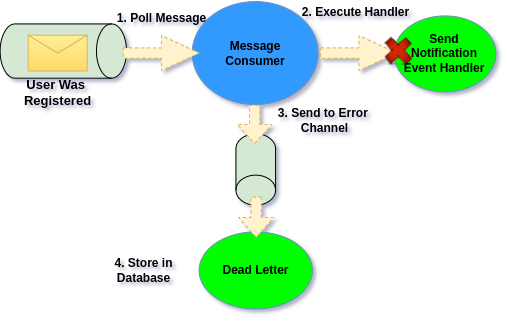 1. Poll Message
User Was
Registered
Message
Consumer
2. Execute Handler
Send
Notification
Event Handler
3. Send to Error
Channel
4. Store in
Database
Dead Letter